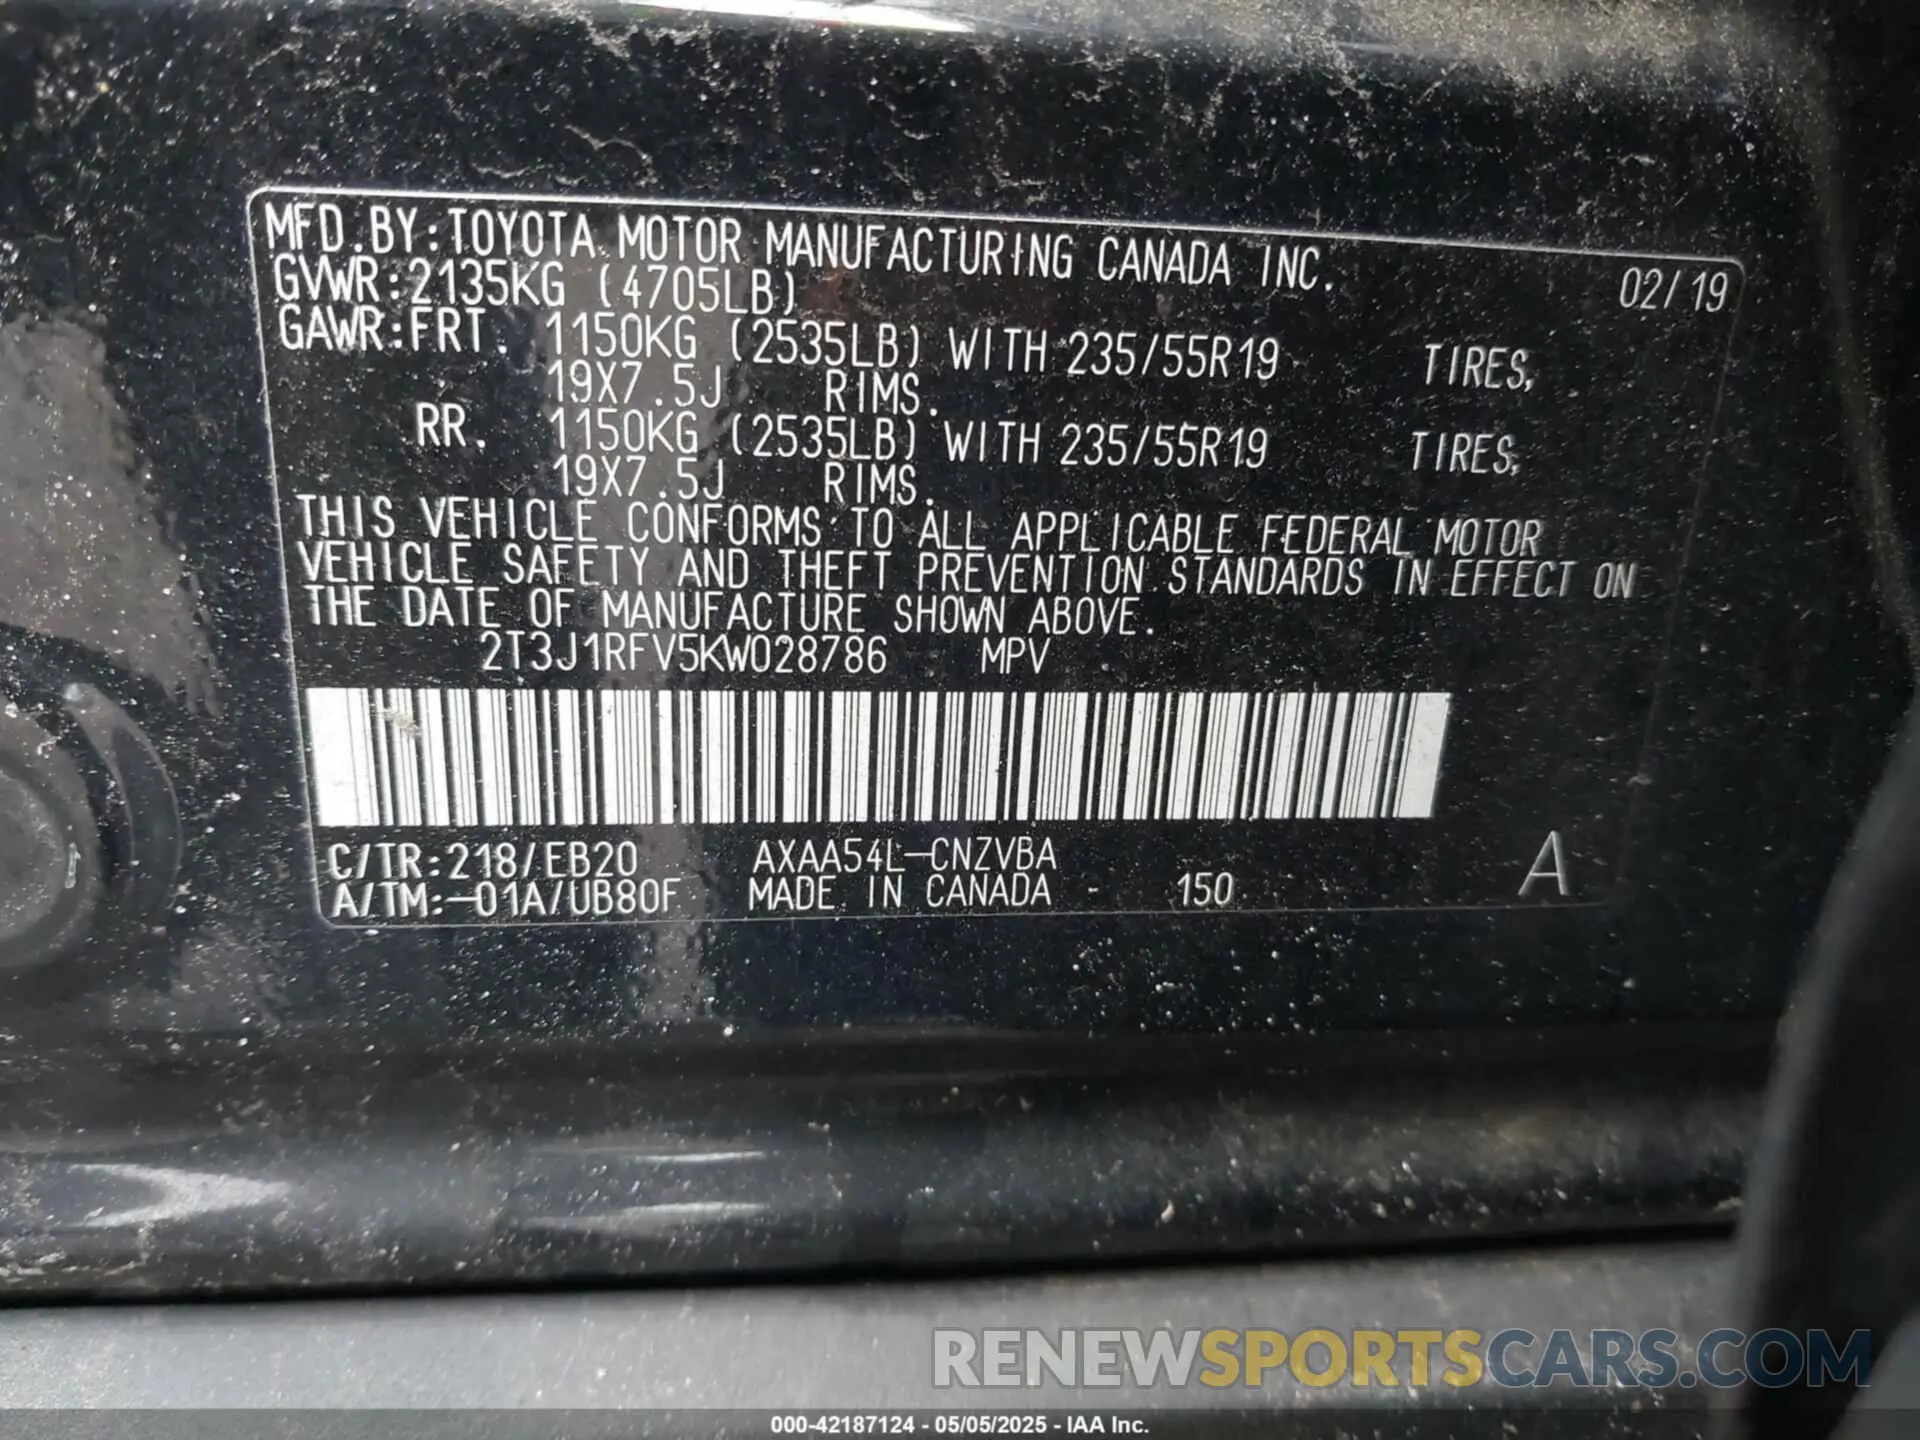 MFD.BY:TOYOTA MOTOR MANUFACTURING CANADA INC. 02/19
GVWR:2135KG (4705LB)
GAWR:FRT. 1150KG (2535LB) WITH 235/55R19 TIRES,
19X7.5J RIMS.
RR. 1150KG (2535LB) WITH 235/55R19 TIRES,
19X7.5J RIMS.
THIS VEHICLE CONFORMS TO ALL APPLICABLE FEDERAL MOTOR
VEHICLE SAFETY AND THEFT PREVENTION STANDARDS IN EFFECT ON
THE DATE OF MANUFACTURE SHOWN ABOVE.
2T3J1RFV5KW028786 MPV
C/TR:218/EB20 AXAA54L-CNZVBA A
A/TM:-01A/UB80F MADE IN CANADA 150
RENEWSPORTSCARS.COM
000-42187124 - 05/05/2025 - IAA Inc.